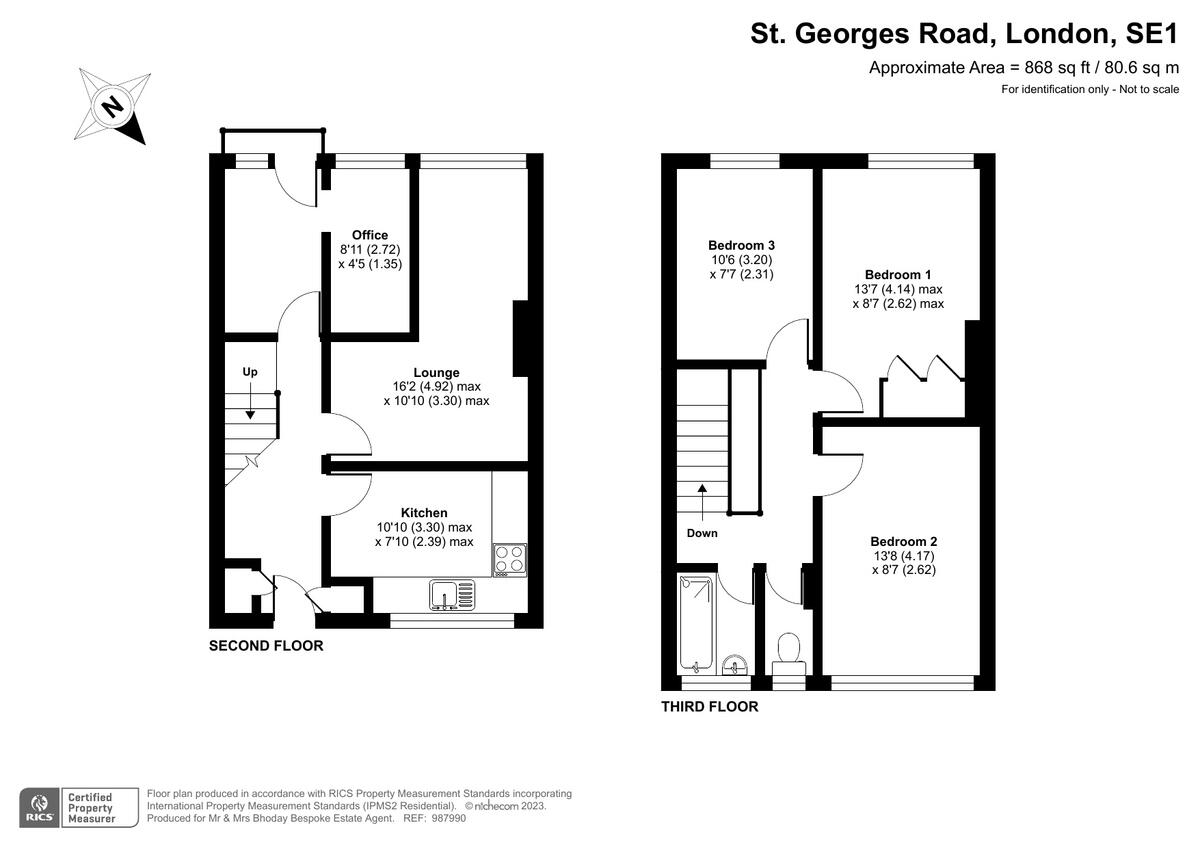 St. Georges Road, London, SE1
Approximate Area = 868 sq ft / 80.6 sq m
For identification only - Not to scale
N
Office
8'11 (2.72)
x 4'5 (1.35)
Up
Lounge
16'2 (4.92) max
x 10'10 (3.30) max
Kitchen
10'10 (3.30) max
x 7'10 (2.39) max
SECOND FLOOR
Bedroom 3
10'6 (3.20)
x 7'7 (2.31)
Bedroom 1
13'7 (4.14) max
x 8'7 (2.62) max
Down
Bedroom 2
13'8 (4.17)
x 8'7 (2.62)
THIRD FLOOR
RICS
Certified
Property
Measurer
Floor plan produced in accordance with RICS Property Measurement Standards incorporating
International Property Measurement Standards (IPMS2 Residential). © nichecom 2023.
Produced for Mr & Mrs Bhoday Bespoke Estate Agent. REF: 987990